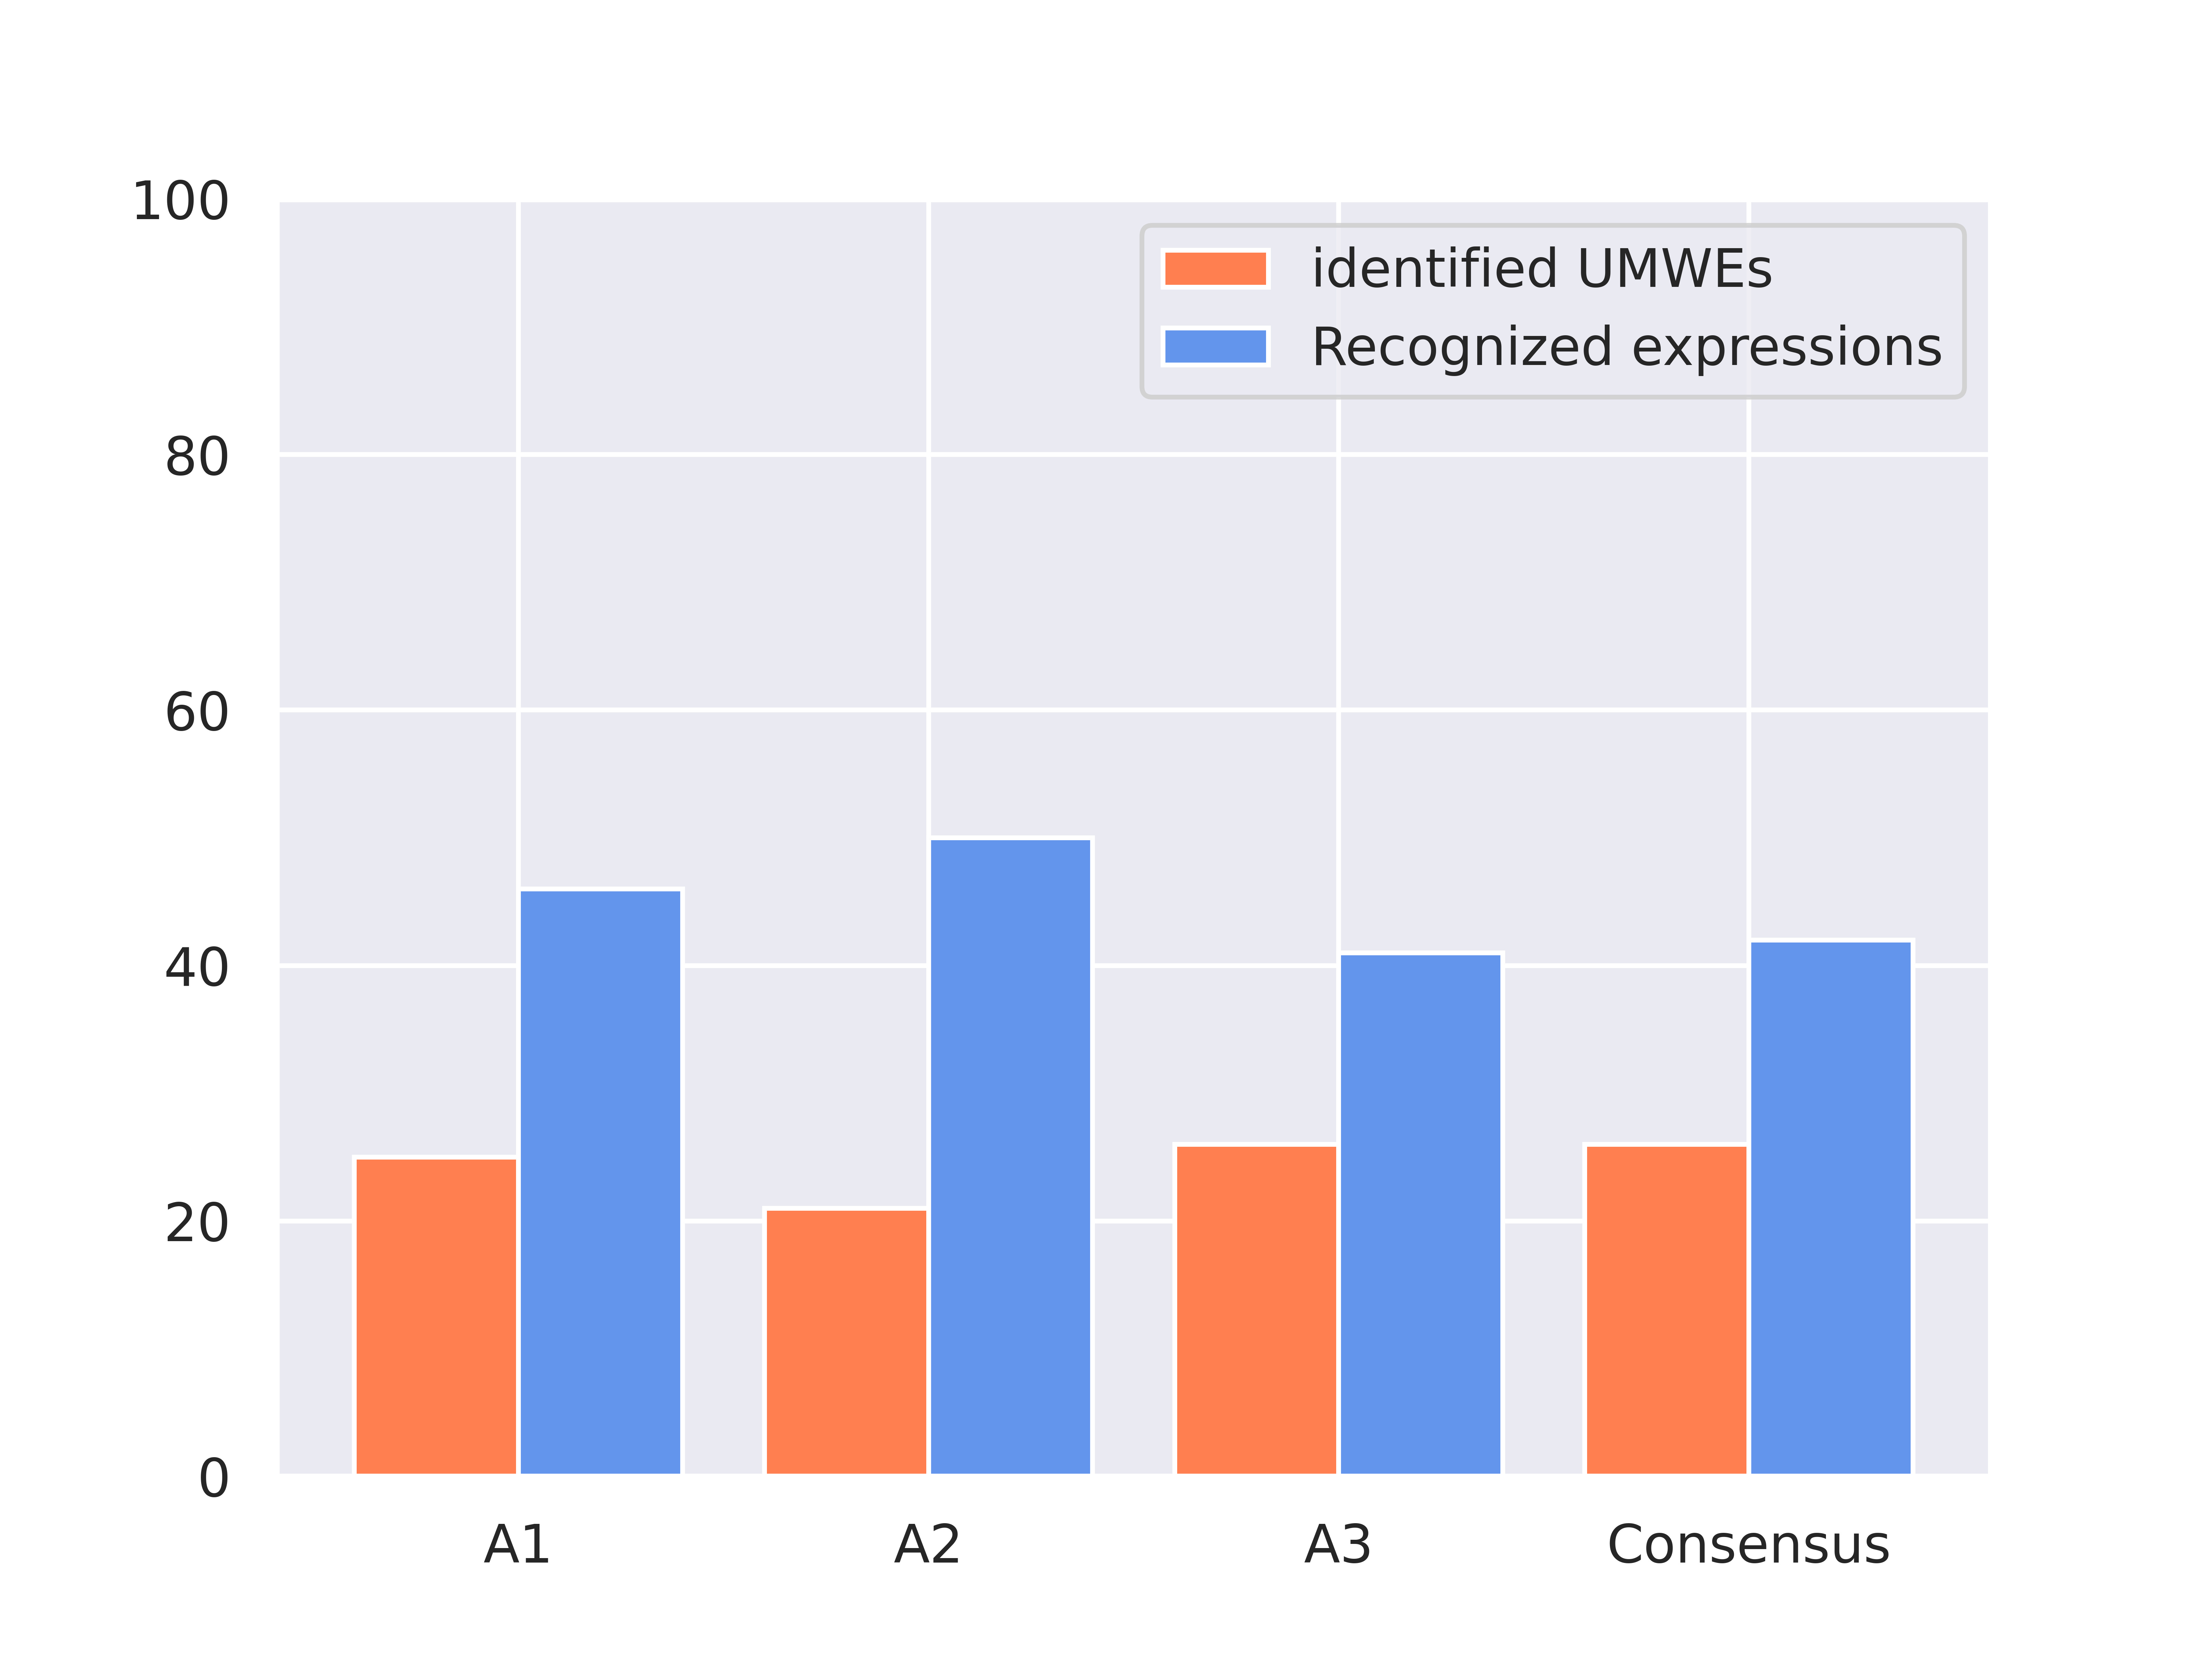 100
80
60
40
20
0
identified UMWEs
Recognized expressions
A1 A2 A3 Consensus